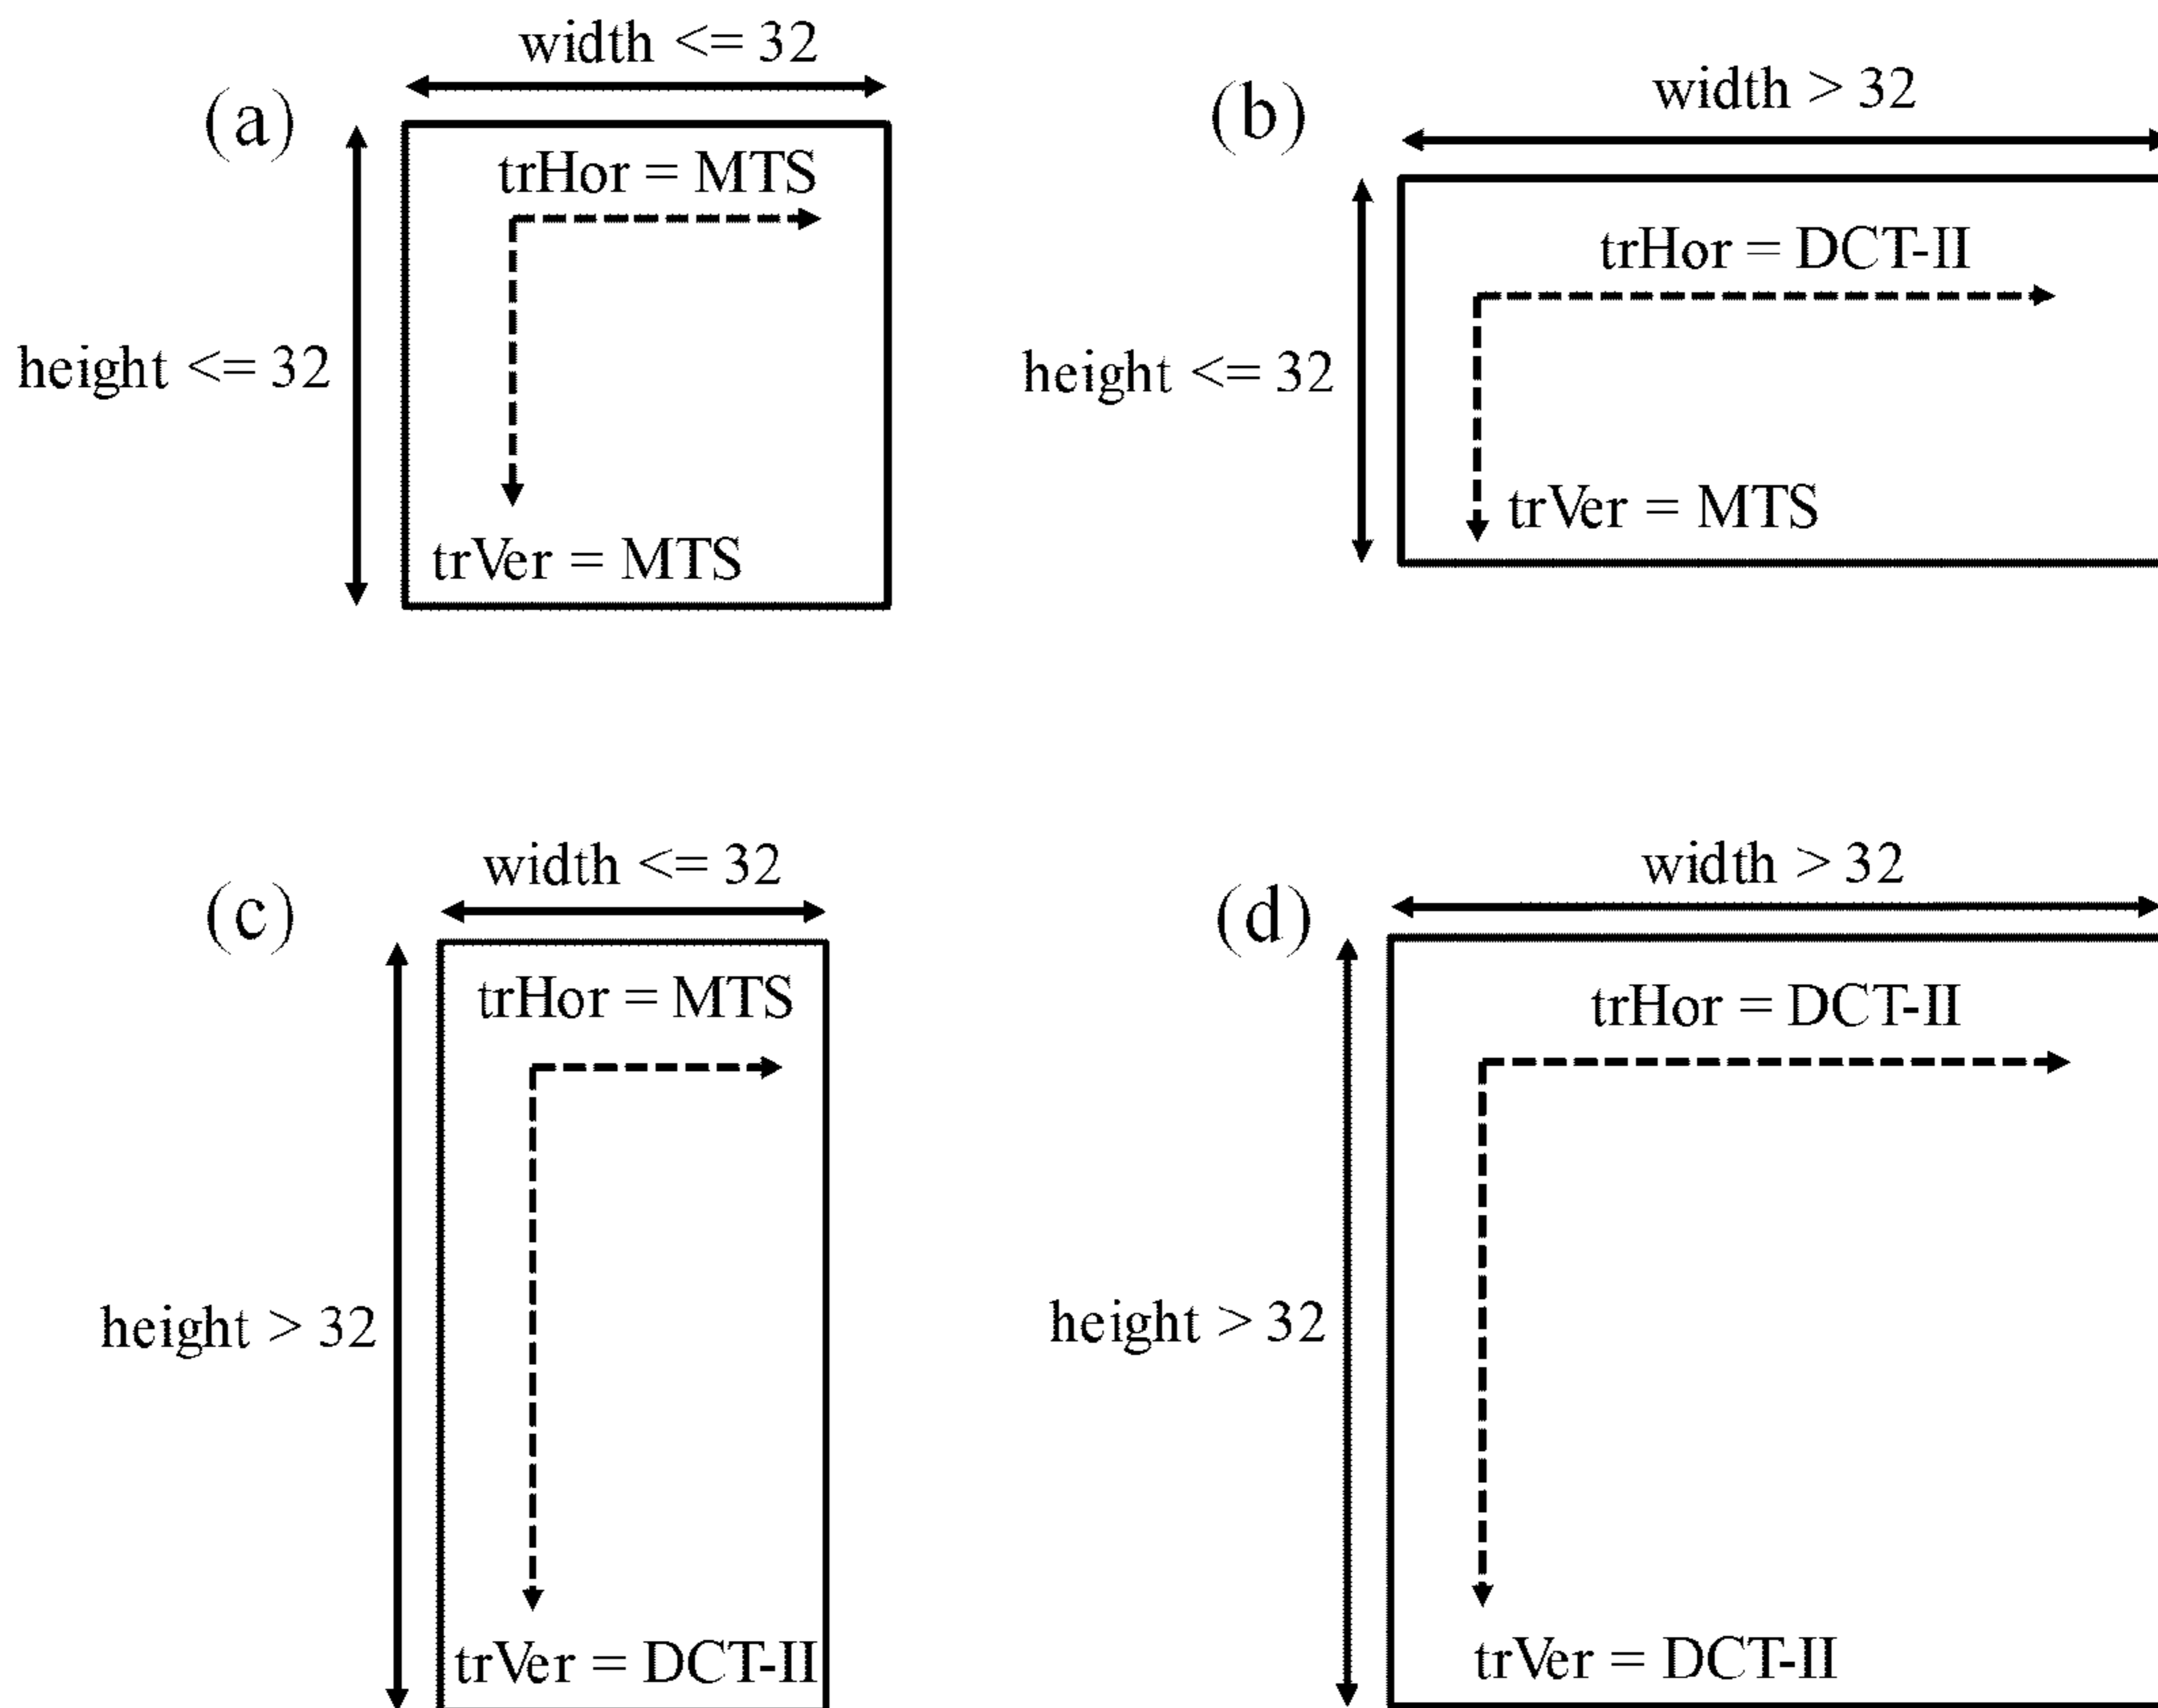 (a)
width <= 32
height <= 32
trHor = MTS
trVer = MTS
(b)
width > 32
height <= 32
trHor = DCT-II
trVer = MTS
(c)
width <= 32
height > 32
trHor = MTS
trVer = DCT-II
(d)
width > 32
height > 32
trHor = DCT-II
trVer = DCT-II